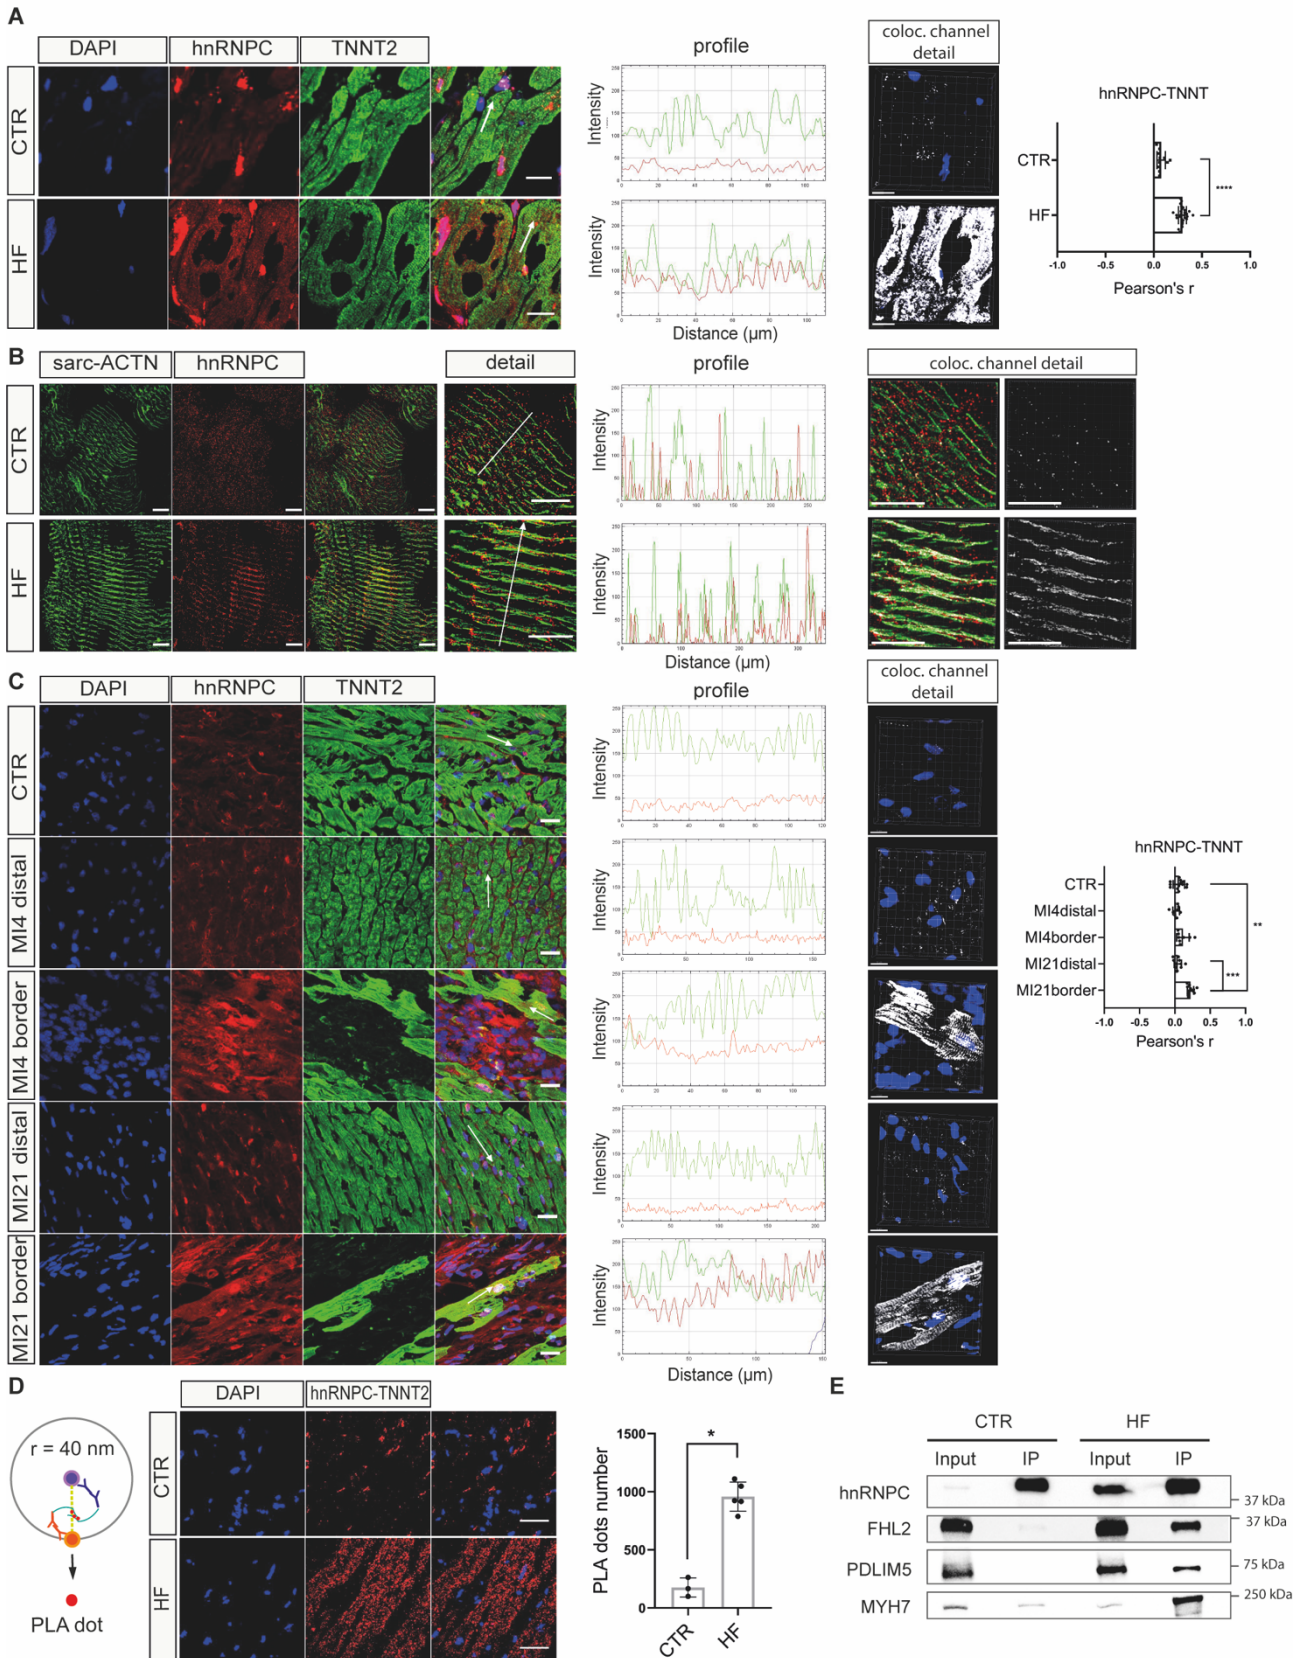 A
DAPI
hnRNPC
TNNT2
profile
coloc. channel
detail
CTR
HF
Intensity
Intensity
Distance (µm)
hnRNPC-TNNT
CTR
HF
****
-1.0 -0.5 0.0 0.5 1.0
Pearson's r
B
sarc-ACTN
hnRNPC
detail
profile
coloc. channel detail
CTR
HF
Intensity
Intensity
Distance (µm)
C
DAPI
hnRNPC
TNNT2
profile
coloc. channel
detail
CTR
MI4 distal
MI4 border
MI21 distal
MI21 border
Intensity
Intensity
Intensity
Intensity
Intensity
Distance (µm)
hnRNPC-TNNT
CTR
MI4distal
MI4border
MI21distal
MI21border
**
***
-1.0 -0.5 0.0 0.5 1.0
Pearson's r
D
r = 40 nm
PLA dot
DAPI
hnRNPC-TNNT2
CTR
HF
PLA dots number
1500
1000
500
0
*
CTR
HF
E
CTR HF
Input IP Input IP
hnRNPC
37 kDa
FHL2
37 kDa
PDLIM5
75 kDa
MYH7
250 kDa